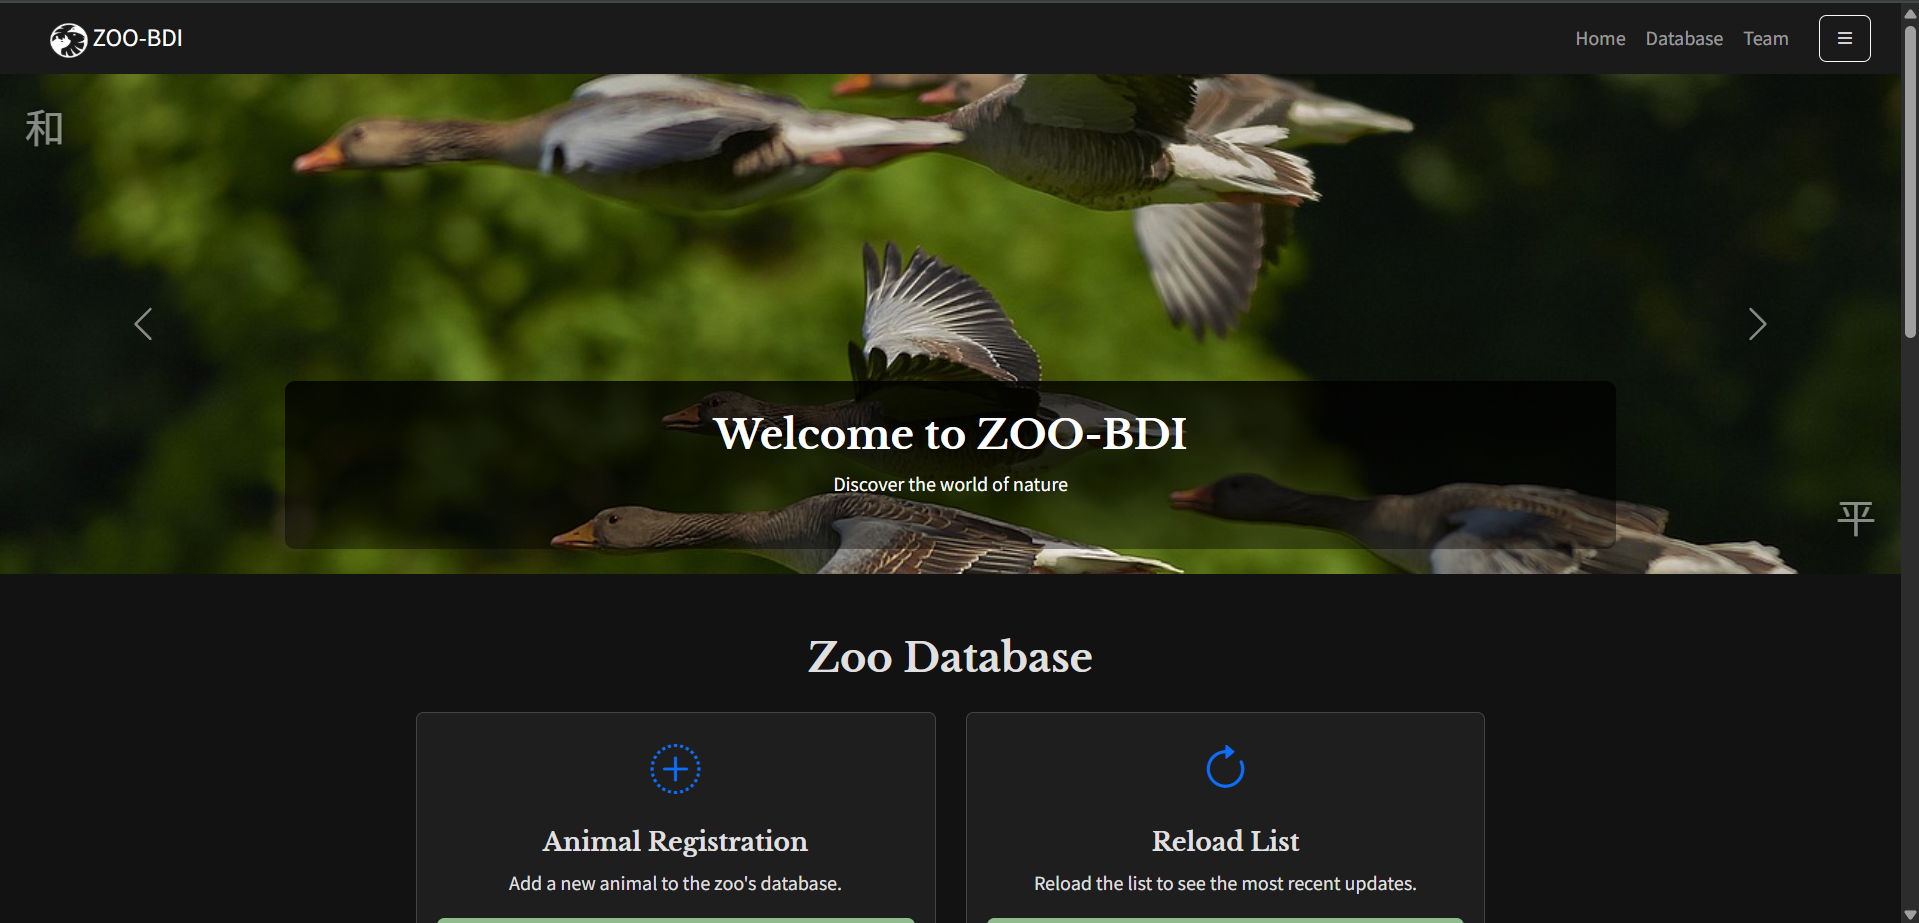 ZOO-BDI
Home Database Team
和
Welcome to ZOO-BDI
Discover the world of nature
平
Zoo Database
Animal Registration
Add a new animal to the zoo's database.
Reload List
Reload the list to see the most recent updates.